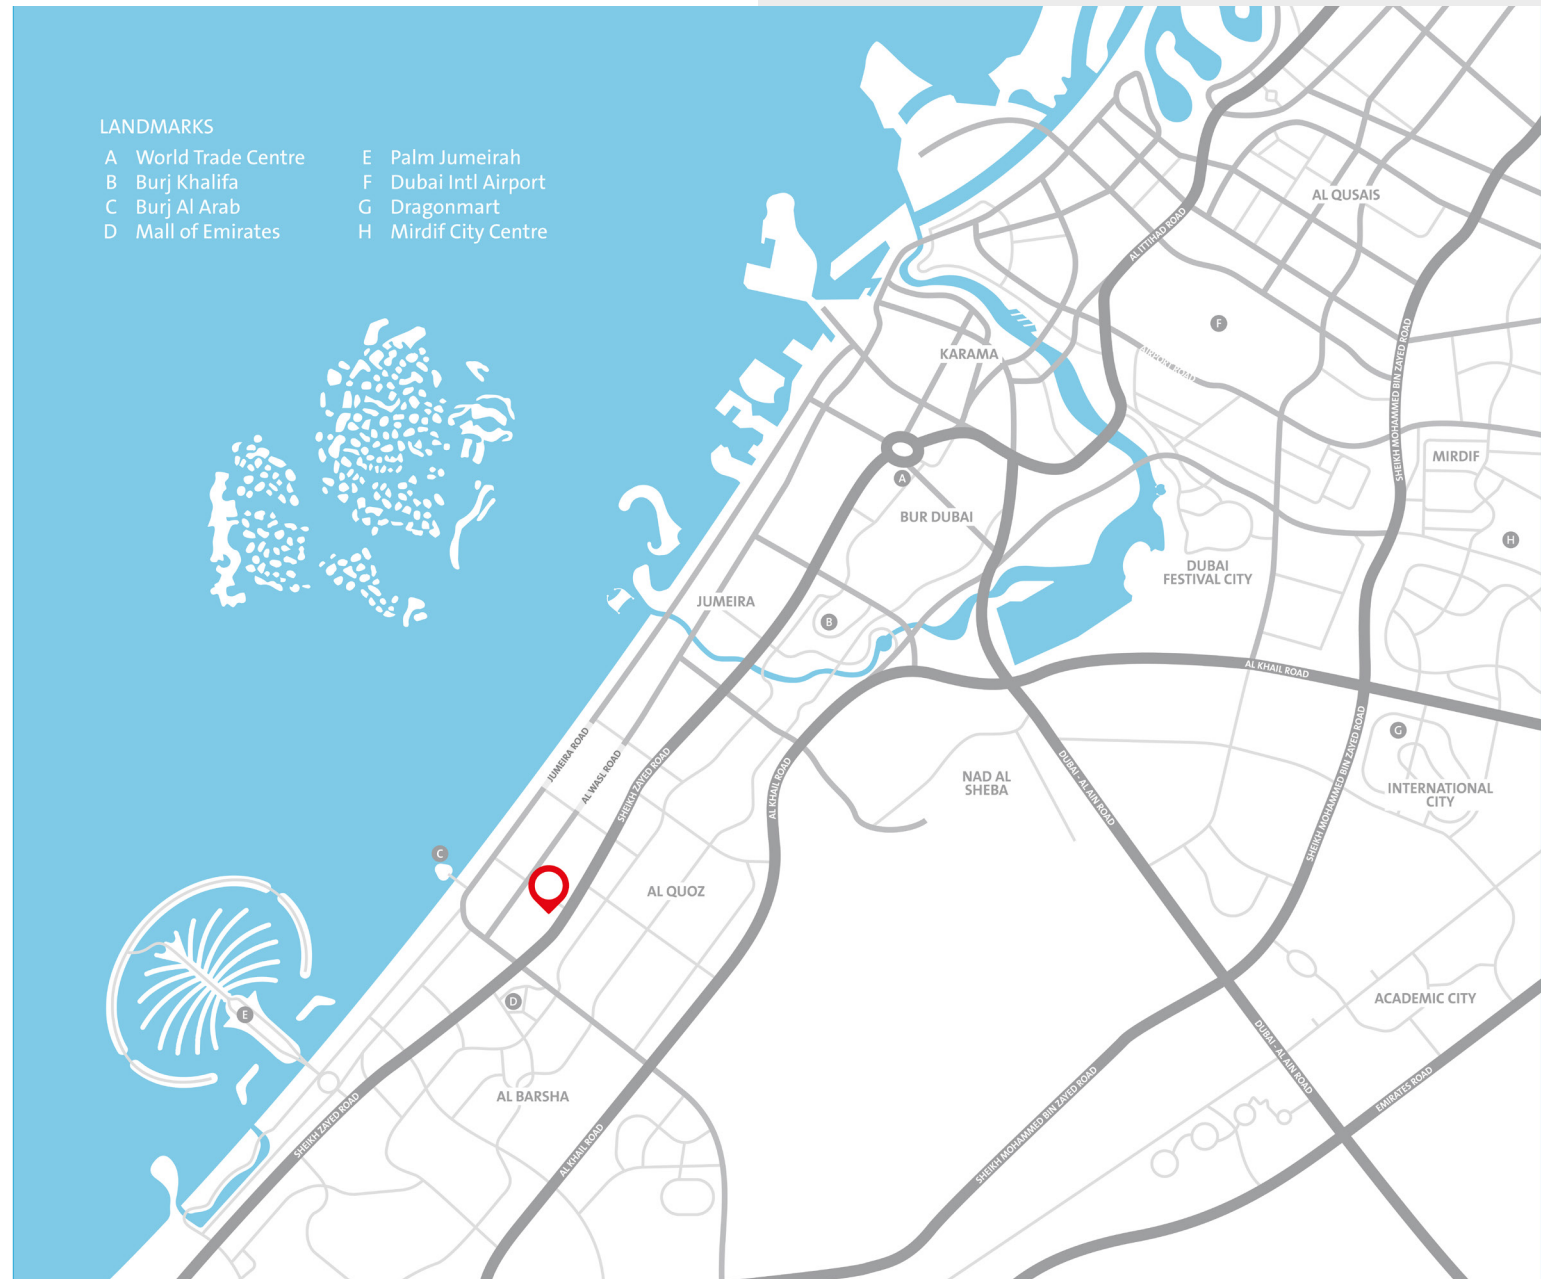 LANDMARKS
A World Trade Centre
B Burj Khalifa
C Burj Al Arab
D Mall of Emirates
E Palm Jumeirah
F Dubai Intl Airport
G Dragonmart
H Mirdif City Centre
AL QUSAIS
AL ITTIHAD ROAD
F
KARAMA
AIRPORT ROAD
SHEIKH MOHAMMED BIN ZAYED ROAD
MIRDIF
A
BUR DUBAI
H
DUBAI
FESTIVAL CITY
JUMEIRA
B
AL KHAIL ROAD
G
JUMEIRA ROAD
AL WASL ROAD
SHEIKH ZAYED ROAD
AL KHAIL ROAD
NAD AL
SHEBA
DUBAI - AL AIN ROAD
SHEIKH MOHAMMED BIN ZAYED ROAD
INTERNATIONAL
CITY
C
AL QUOZ
D
E
ACADEMIC CITY
DUBAI - AL AIN ROAD
EMIRATES ROAD
AL BARSHA
SHEIKH ZAYED ROAD
AL KHAIL ROAD
SHEIKH MOHAMMED BIN ZAYED ROAD